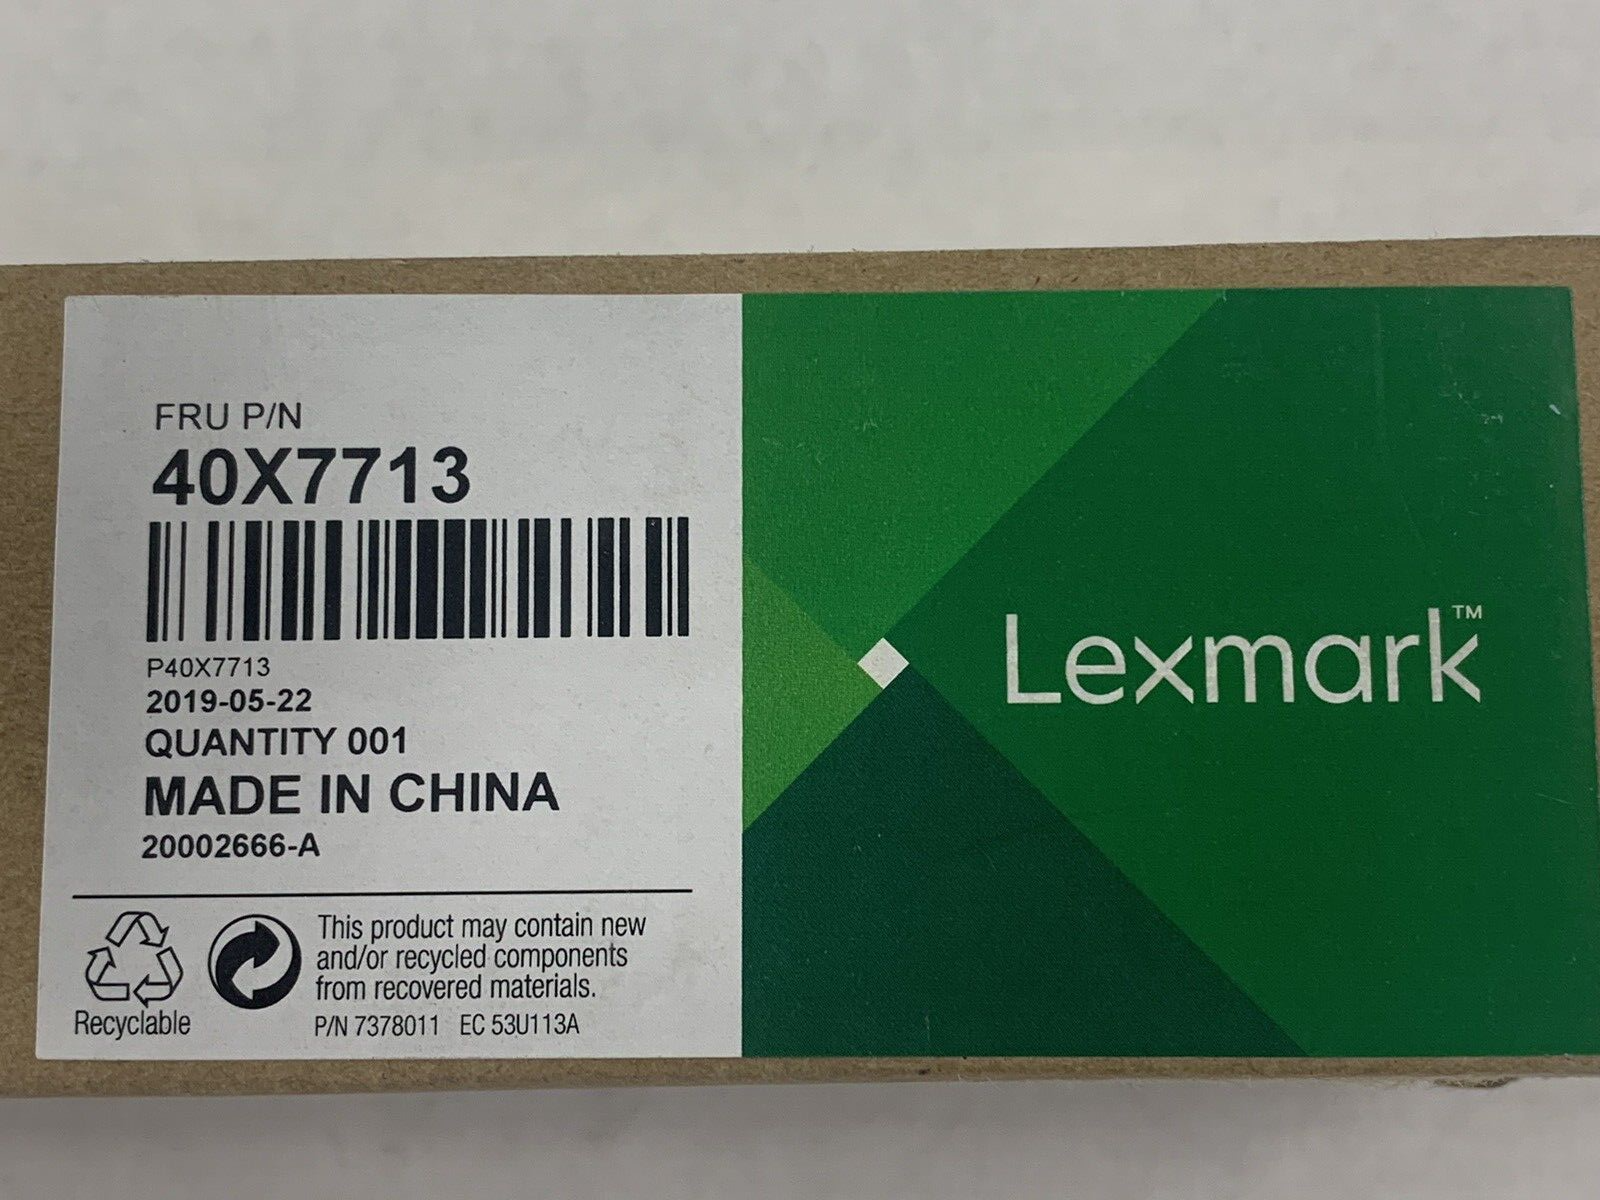 FRU P/N
40X7713
P40X7713
2019-05-22
QUANTITY 001
MADE IN CHINA
20002666-A
Recyclable
This product may contain new
and/or recycled components
from recovered materials.
P/N 7378011 EC 53U113A
Lexmark™